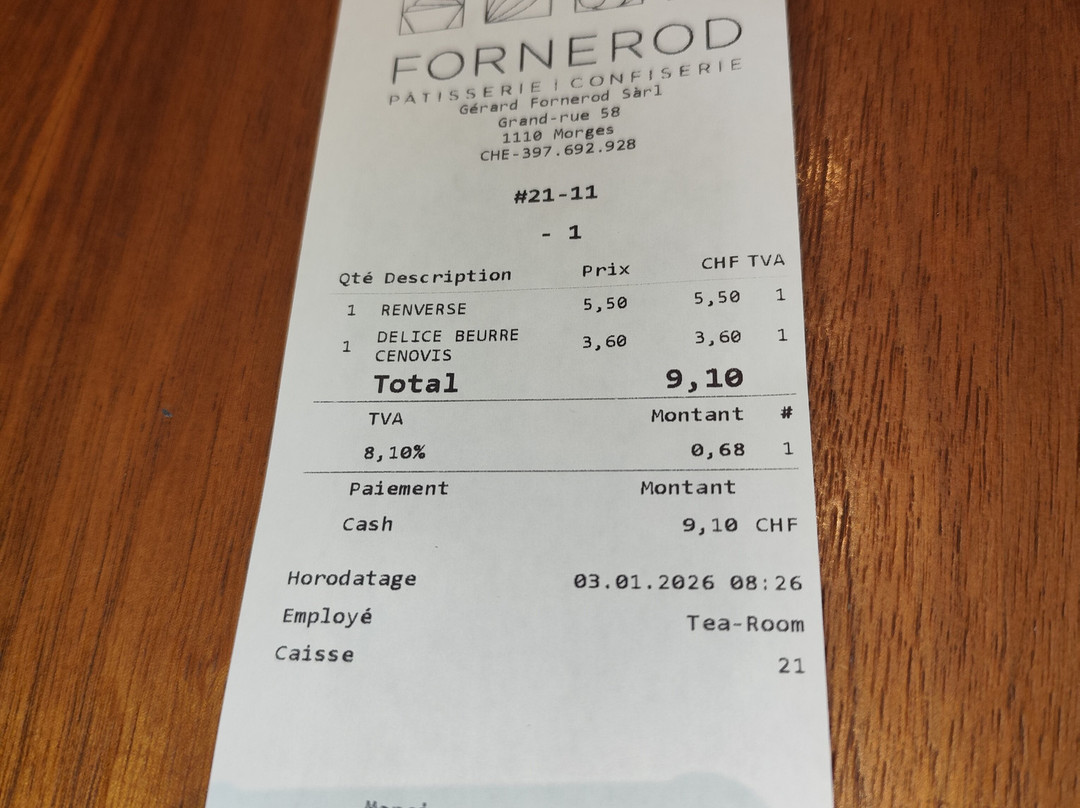 FORNEROD
PÂTISSERIE | CONFISERIE
Gérard Fornerod Sàrl
Grand-rue 58
1110 Morges
CHE-397.692.928
#21-11
- 1
Qté Description Prix CHF TVA
1 RENVERSE 5,50 5,50 1
1 DELICE BEURRE CENOVIS 3,60 3,60 1
Total 9,10
TVA Montant #
8,10% 0,68 1
Paiement Montant
Cash 9,10 CHF
Horodatage 03.01.2026 08:26
Employé Tea-Room
Caisse 21